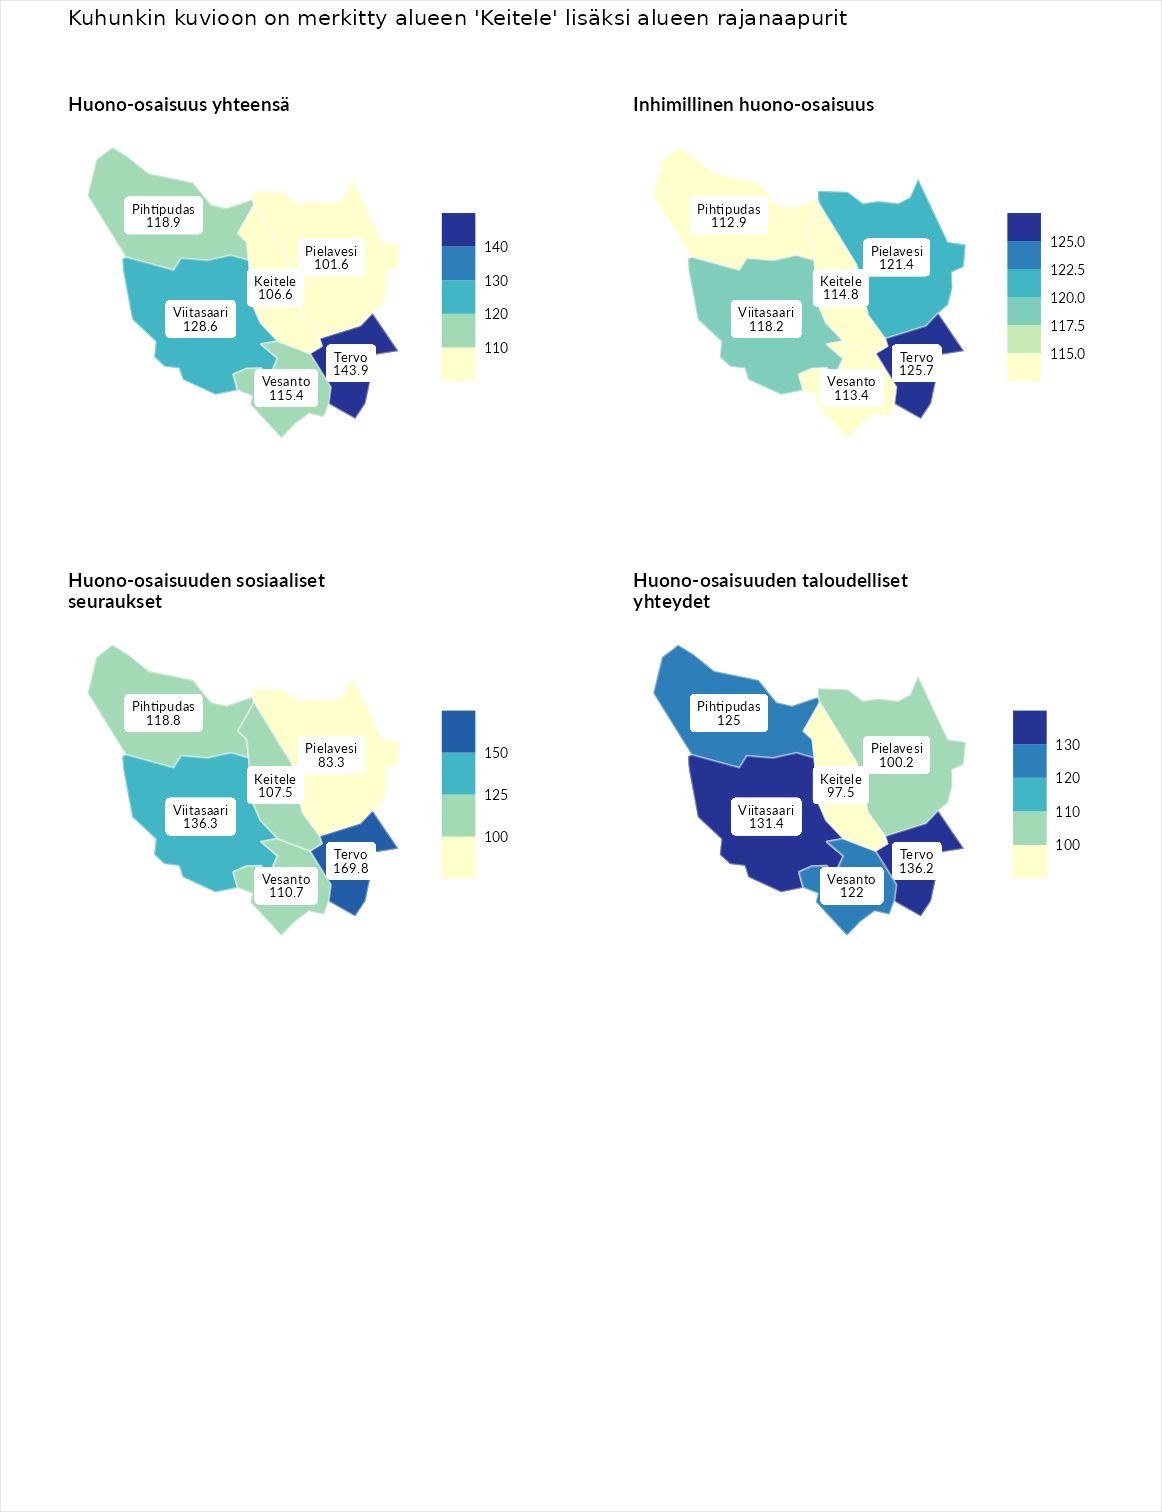 Kuhunkin kuvioon on merkitty alueen 'Keitele' lisäksi alueen rajanaapurit
Huono-osaisuus yhteensä
Pihtipudas
118.9
Pielavesi
101.6
Keitele
106.6
Viitasaari
128.6
Tervo
143.9
Vesanto
115.4
140
130
120
110
Inhimillinen huono-osaisuus
Pihtipudas
112.9
Pielavesi
121.4
Keitele
114.8
Viitasaari
118.2
Tervo
125.7
Vesanto
113.4
125.0
122.5
120.0
117.5
115.0
Huono-osaisuuden sosiaaliset
seuraukset
Pihtipudas
118.8
Pielavesi
83.3
Keitele
107.5
Viitasaari
136.3
Tervo
169.8
Vesanto
110.7
150
125
100
Huono-osaisuuden taloudelliset
yhteydet
Pihtipudas
125
Pielavesi
100.2
Keitele
97.5
Viitasaari
131.4
Tervo
136.2
Vesanto
122
130
120
110
100